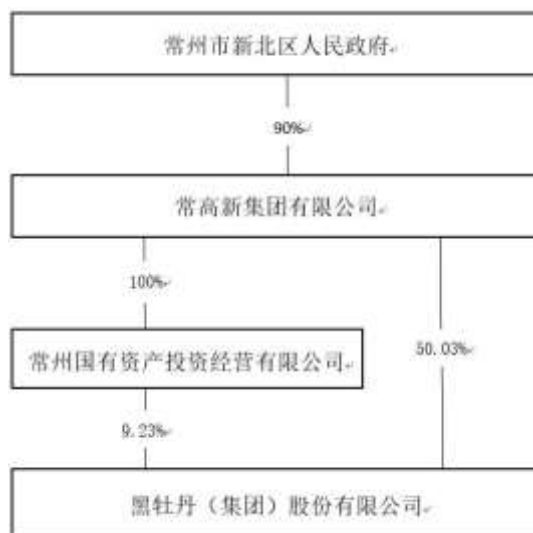 常州市新北区人民政府
90%
常高新集团有限公司
100%
50.03%
常州国有资产投资经营有限公司
9.23%
黑牡丹（集团）股份有限公司